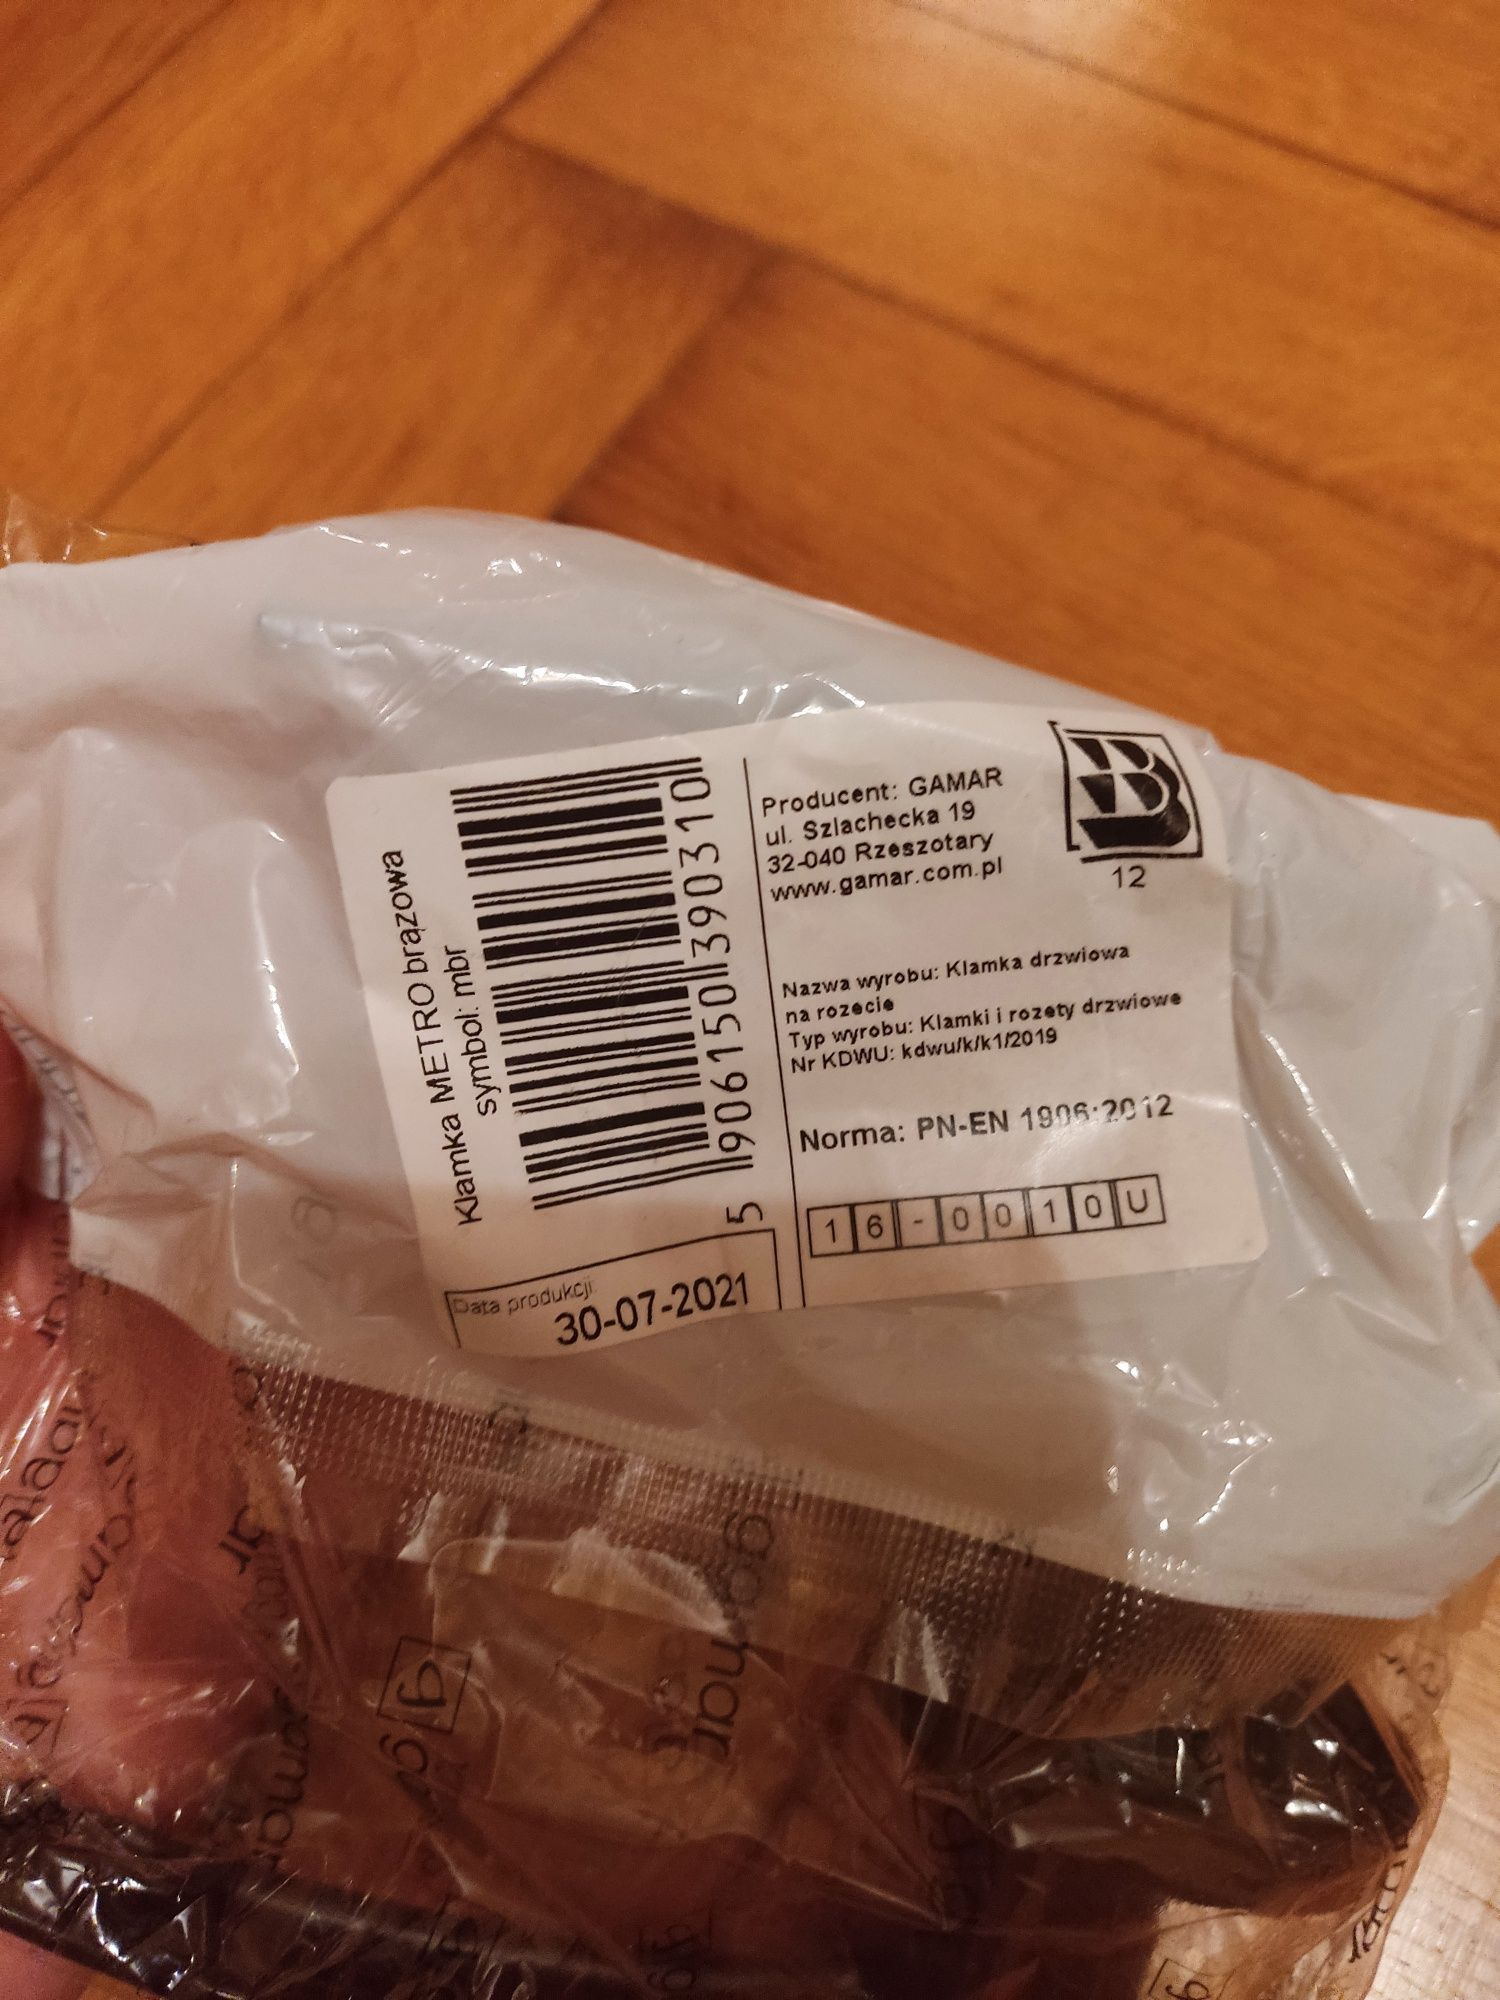 Klamka METRO brązowa
symbol: mbr
5 906150 390310
Data produkcji
30-07-2021
Producent: GAMAR
ul. Szlachecka 19
32-040 Rzeszotary
www.gamar.com.pl
B
12
Nazwa wyrobu: Klamka drzwiowa
na rozecie
Typ wyrobu: Klamki i rozety drzwiowe
Nr KDWU: kdwu/k/k1/2019
Norma: PN-EN 1906:2012
16-0010U
gamar
g